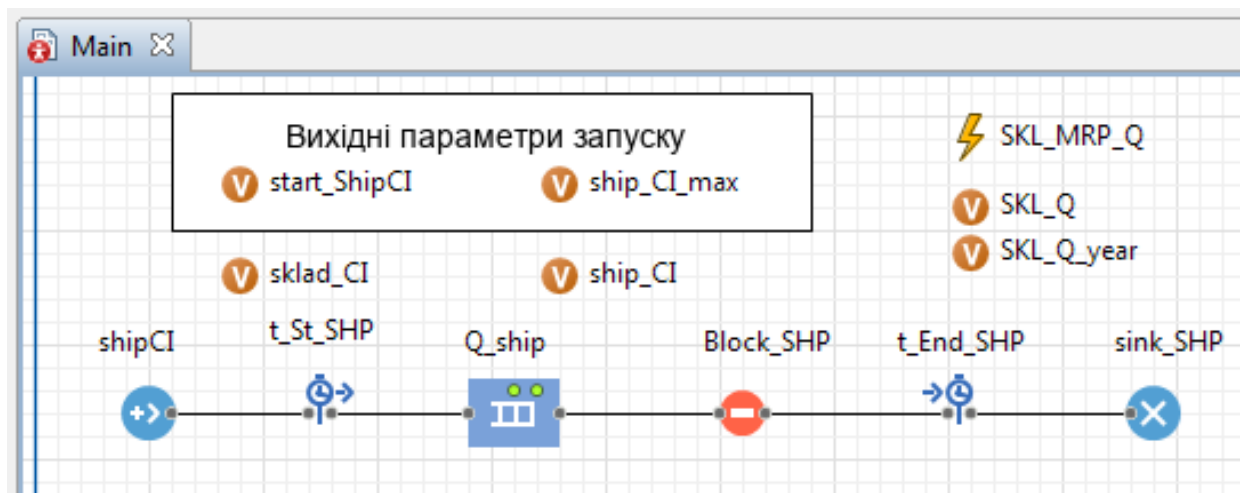 Main
Вихідні параметри запуску
start_ShipCI ship_CI_max
SKL_MRP_Q
SKL_Q
SKL_Q_year
sklad_CI ship_CI
shipCI t_St_SHP Q_ship Block_SHP t_End_SHP sink_SHP